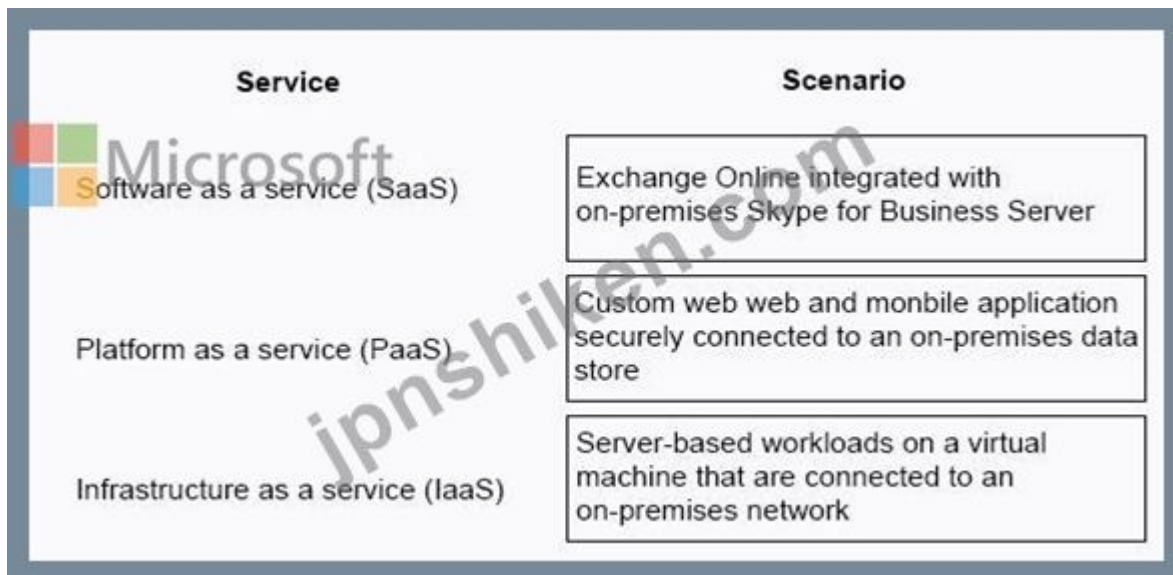 Service
Scenario
Microsoft
Software as a service (SaaS)
Exchange Online integrated with
on-premises Skype for Business Server
Platform as a service (PaaS)
Custom web web and monbile application
securely connected to an on-premises data
store
Infrastructure as a service (IaaS)
Server-based workloads on a virtual
machine that are connected to an
on-premises network
jpnshiken.com